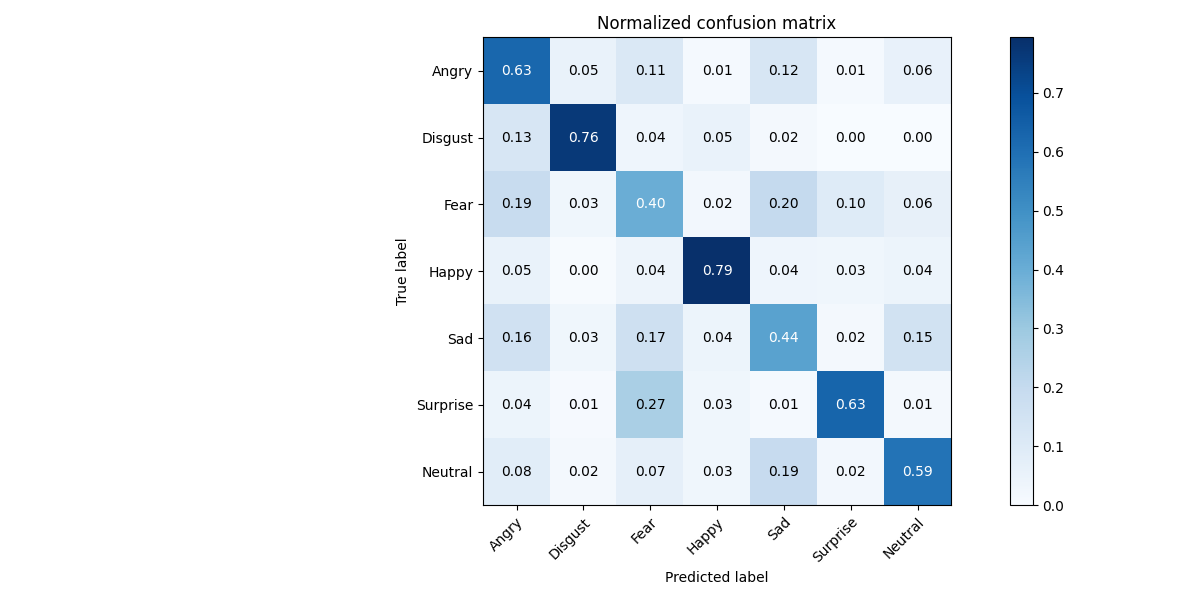 Normalized confusion matrix
Angry 0.63 0.05 0.11 0.01 0.12 0.01 0.06
Disgust 0.13 0.76 0.04 0.05 0.02 0.00 0.00
Fear 0.19 0.03 0.40 0.02 0.20 0.10 0.06
Happy 0.05 0.00 0.04 0.79 0.04 0.03 0.04
Sad 0.16 0.03 0.17 0.04 0.44 0.02 0.15
Surprise 0.04 0.01 0.27 0.03 0.01 0.63 0.01
Neutral 0.08 0.02 0.07 0.03 0.19 0.02 0.59
Angry Disgust Fear Happy Sad Surprise Neutral
Predicted label
True label
0.7
0.6
0.5
0.4
0.3
0.2
0.1
0.0